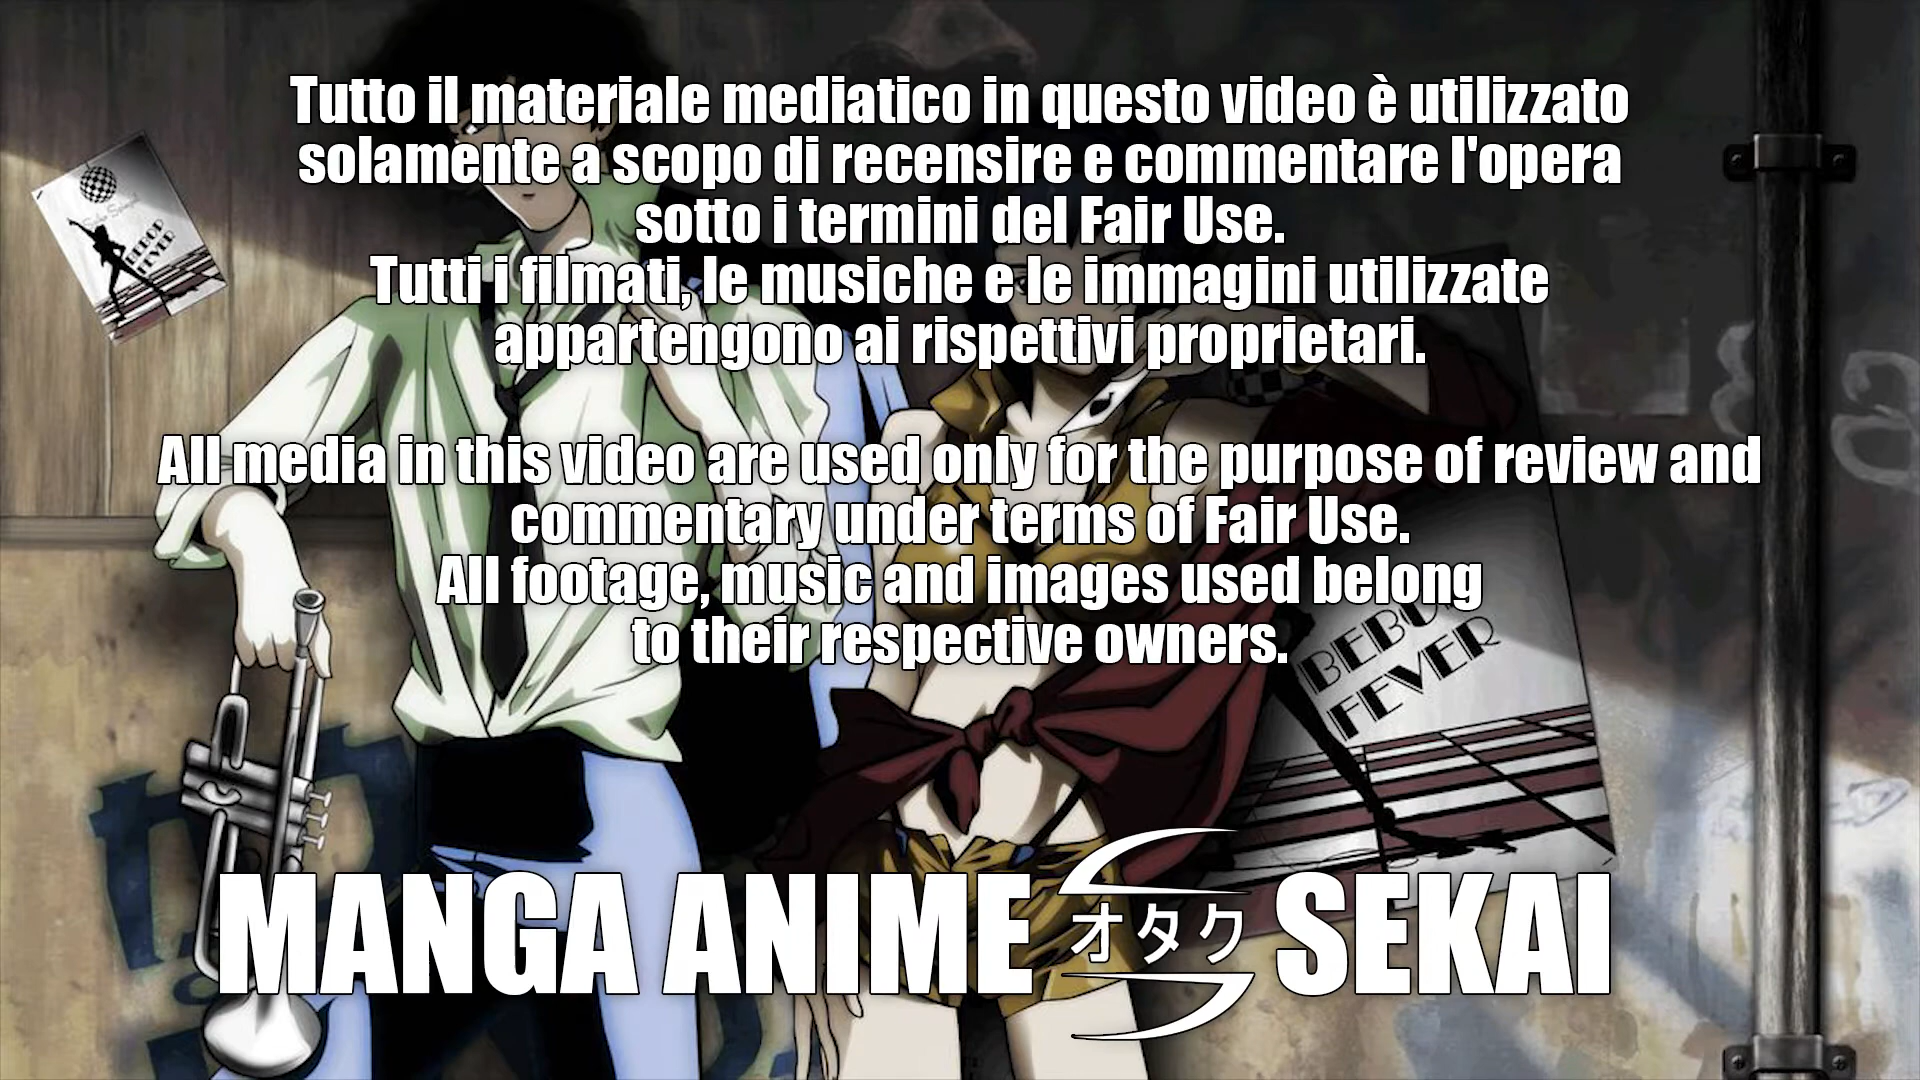 Tutto il materiale mediatico in questo video è utilizzato
solamente a scopo di recensire e commentare l'opera
sotto i termini del Fair Use.
Tutti i filmati, le musiche e le immagini utilizzate
appartengono ai rispettivi proprietari.
All media in this video are used only for the purpose of review and
commentary under terms of Fair Use.
All footage, music and images used belong
to their respective owners.
BEBOP
FEVER
BEBOP
FEVER
MANGA ANIME オタク SEKAI